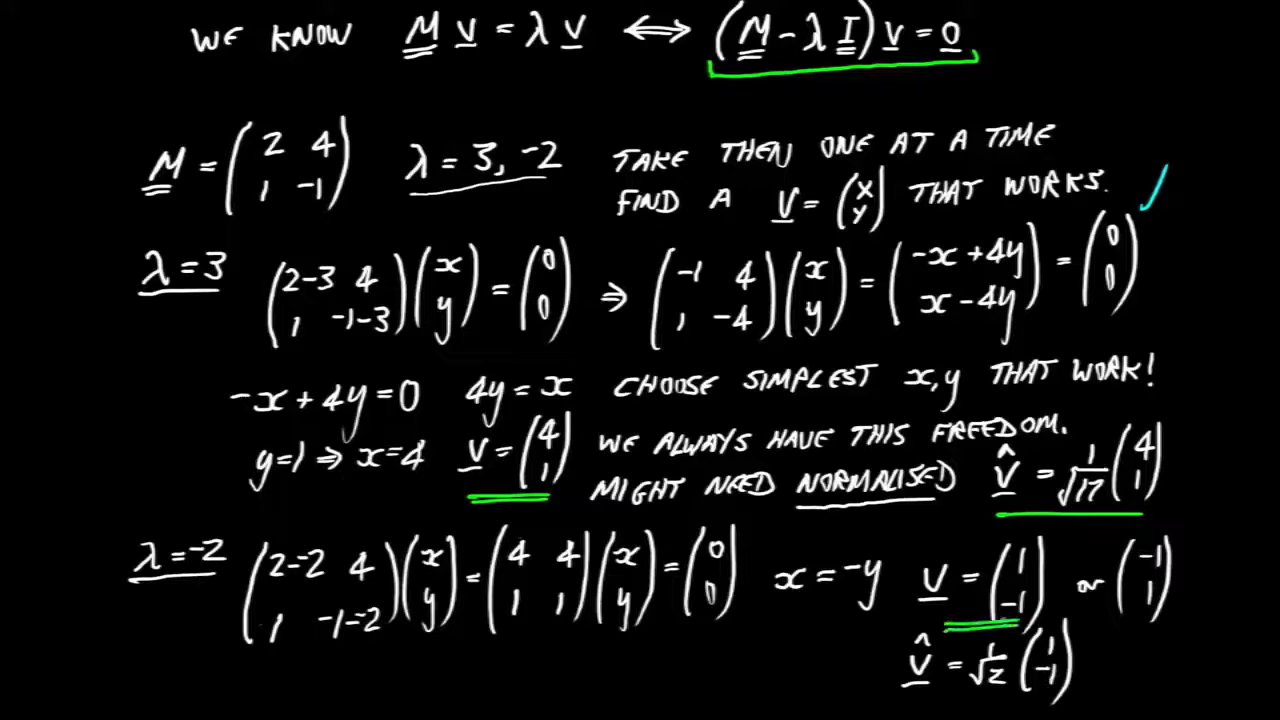 WE KNOW M v = λ v ⟺ (M - λ I) v = 0
M = (2 4; 1 -1) λ = 3, -2 TAKE THEN ONE AT A TIME
FIND A v = (x; y) THAT WORKS. ✓
λ = 3 (2-3 4; 1 -1-3)(x; y) = (0; 0) ⇒ (-1 4; 1 -4)(x; y) = (-x + 4y; x - 4y) = (0; 0)
-x + 4y = 0 4y = x CHOOSE SIMPLEST x, y THAT WORK!
y = 1 ⇒ x = 4 v = (4; 1) WE ALWAYS HAVE THIS FREEDOM.
MIGHT NEED NORMALISED v̂ = 1/√17 (4; 1)
λ = -2 (2--2 4; 1 -1--2)(x; y) = (4 4; 1 1)(x; y) = (0; 0) x = -y v = (1; -1) or (-1; 1)
v̂ = 1/√2 (1; -1)